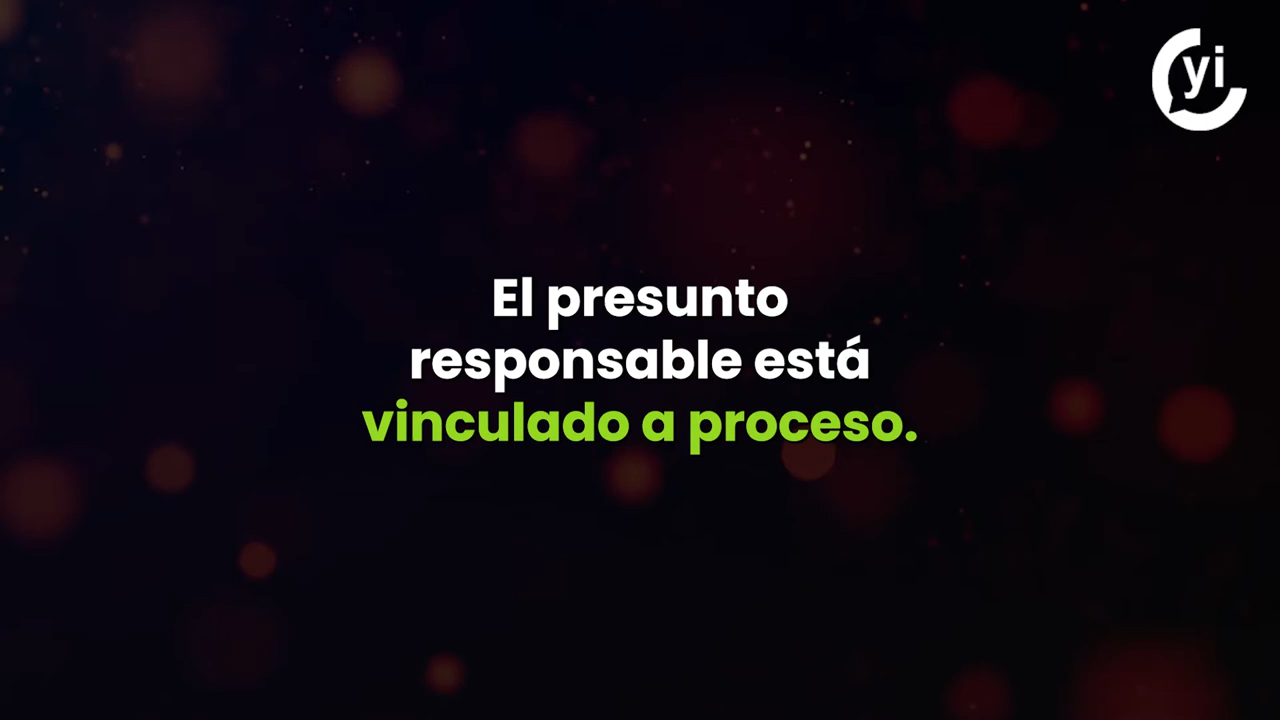 yi
El presunto
responsable está
vinculado a proceso.